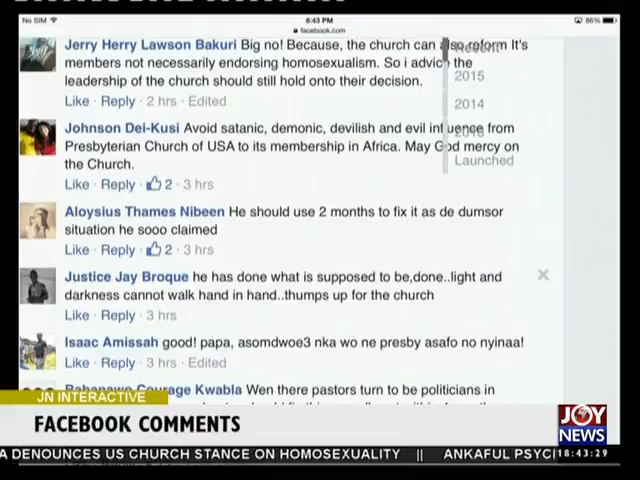 No SIM
6:43 PM
86%
facebook.com
Jerry Herry Lawson Bakuri Big no! Because, the church can also reform It's
members not necessarily endorsing homosexualism. So i advice the
leadership of the church should still hold onto their decision.
Like · Reply · 2 hrs · Edited
Recent
2015
2014
Launched
Johnson Dei-Kusi Avoid satanic, demonic, devilish and evil influence from
Presbyterian Church of USA to its membership in Africa. May God mercy on
the Church.
Like · Reply · 2 · 3 hrs
Aloysius Thames Nibeen He should use 2 months to fix it as de dumsor
situation he sooo claimed
Like · Reply · 2 · 3 hrs
Justice Jay Broque he has done what is supposed to be,done..light and
darkness cannot walk hand in hand..thumps up for the church
Like · Reply · 3 hrs
Isaac Amissah good! papa, asomdwoe3 nka wo ne presby asafo no nyinaa!
Like · Reply · 3 hrs · Edited
Courage Kwabla Wen there pastors turn to be politicians in
JN INTERACTIVE
FACEBOOK COMMENTS
JOY
NEWS
A DENOUNCES US CHURCH STANCE ON HOMOSEXUALITY || ANKAFUL PSYCI
18:43:29